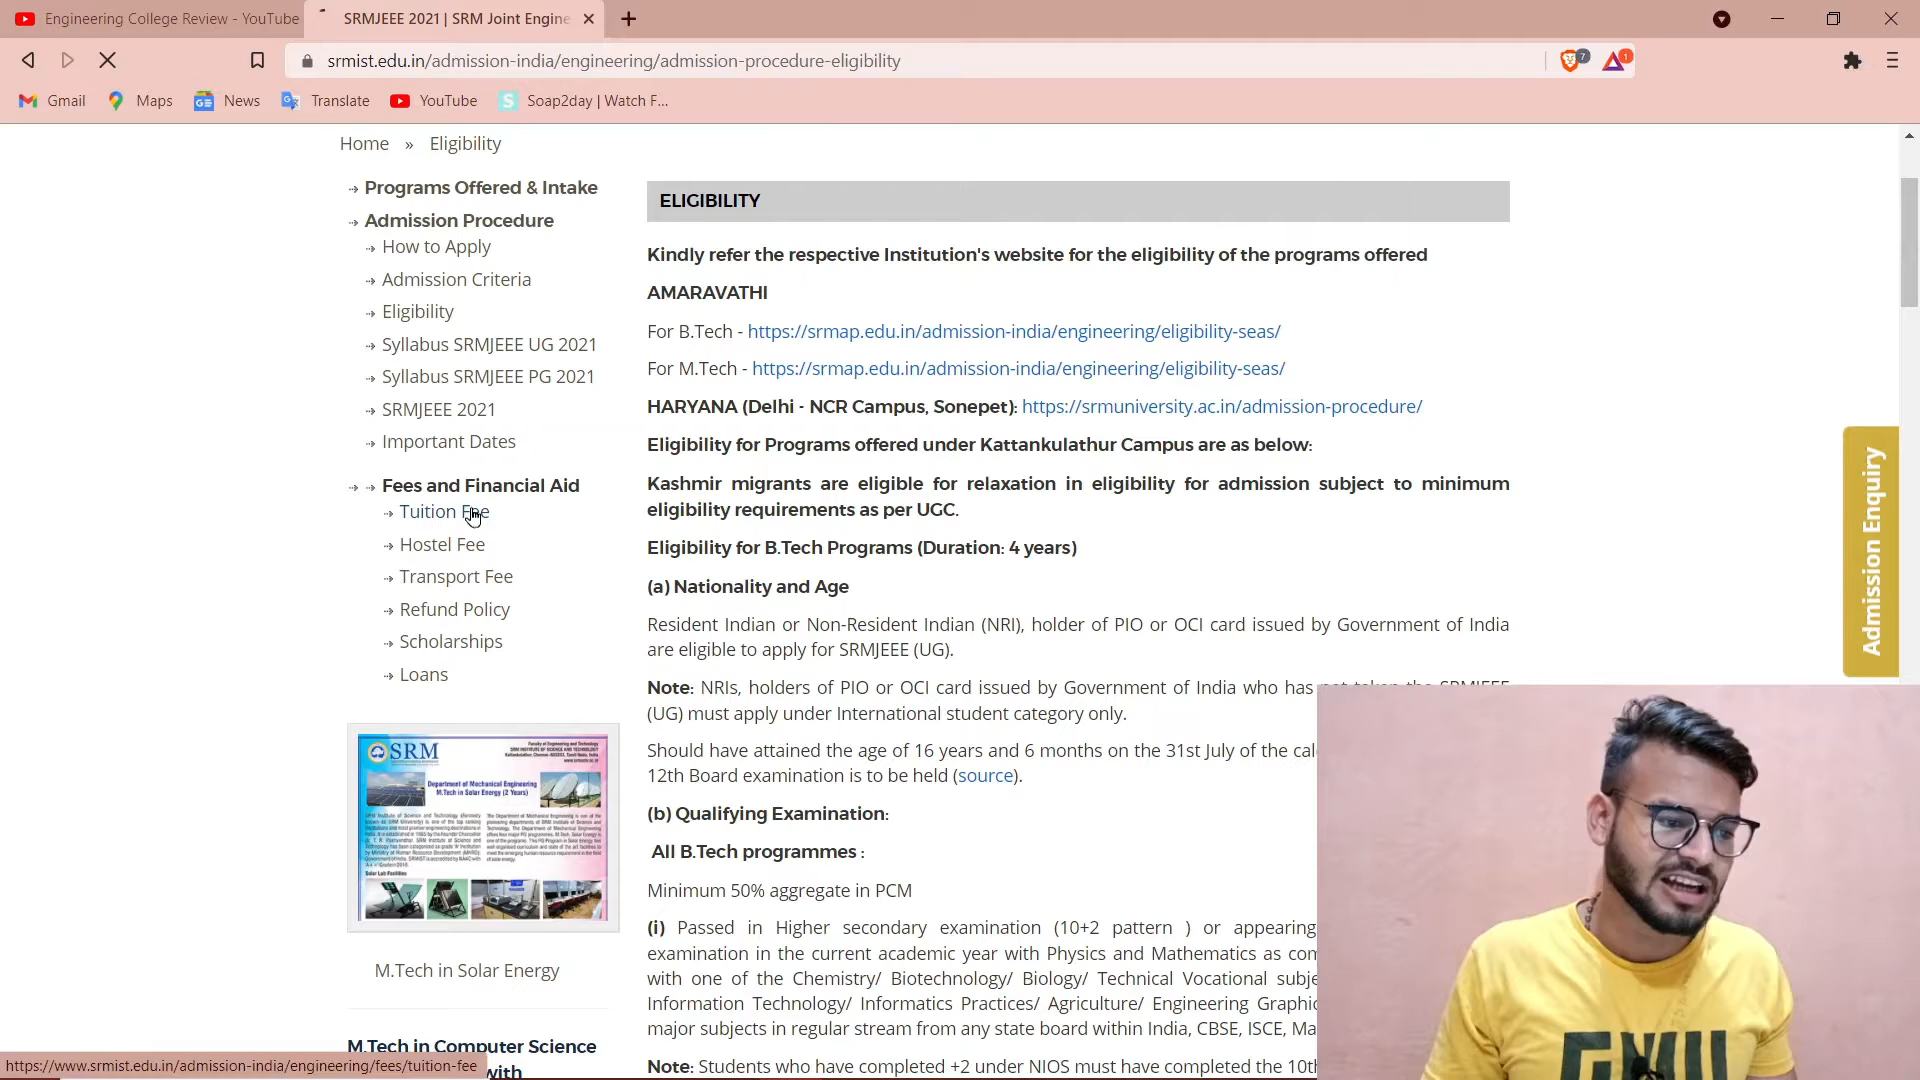 Engineering College Review - YouTube
SRMJEEE 2021 | SRM Joint Engine
srmist.edu.in/admission-india/engineering/admission-procedure-eligibility
7
1
Gmail Maps News Translate YouTube Soap2day | Watch F...
Home » Eligibility
Programs Offered & Intake
Admission Procedure
How to Apply
Admission Criteria
Eligibility
Syllabus SRMJEEE UG 2021
Syllabus SRMJEEE PG 2021
SRMJEEE 2021
Important Dates
Fees and Financial Aid
Tuition Fee
Hostel Fee
Transport Fee
Refund Policy
Scholarships
Loans
SRM
Department of Mechanical Engineering
M.Tech in Solar Energy (2 Years)
M.Tech in Solar Energy
M.Tech in Computer Science
with
ELIGIBILITY
Kindly refer the respective Institution's website for the eligibility of the programs offered
AMARAVATHI
For B.Tech - https://srmap.edu.in/admission-india/engineering/eligibility-seas/
For M.Tech - https://srmap.edu.in/admission-india/engineering/eligibility-seas/
HARYANA (Delhi - NCR Campus, Sonepet): https://srmuniversity.ac.in/admission-procedure/
Eligibility for Programs offered under Kattankulathur Campus are as below:
Kashmir migrants are eligible for relaxation in eligibility for admission subject to minimum
eligibility requirements as per UGC.
Eligibility for B.Tech Programs (Duration: 4 years)
(a) Nationality and Age
Resident Indian or Non-Resident Indian (NRI), holder of PIO or OCI card issued by Government of India
are eligible to apply for SRMJEEE (UG).
Note: NRIs, holders of PIO or OCI card issued by Government of India who has not taken the SRMJEEE
(UG) must apply under International student category only.
Should have attained the age of 16 years and 6 months on the 31st July of the
12th Board examination is to be held (source).
(b) Qualifying Examination:
All B.Tech programmes :
Minimum 50% aggregate in PCM
(i) Passed in Higher secondary examination (10+2 pattern ) or appearing
examination in the current academic year with Physics and Mathematics as
with one of the Chemistry/ Biotechnology/ Biology/ Technical Vocational
Information Technology/ Informatics Practices/ Agriculture/ Engineering
major subjects in regular stream from any state board within India, CBSE, ISCE,
Note: Students who have completed +2 under NIOS must have completed the
Admission Enquiry
https://www.srmist.edu.in/admission-india/engineering/fees/tuition-fee